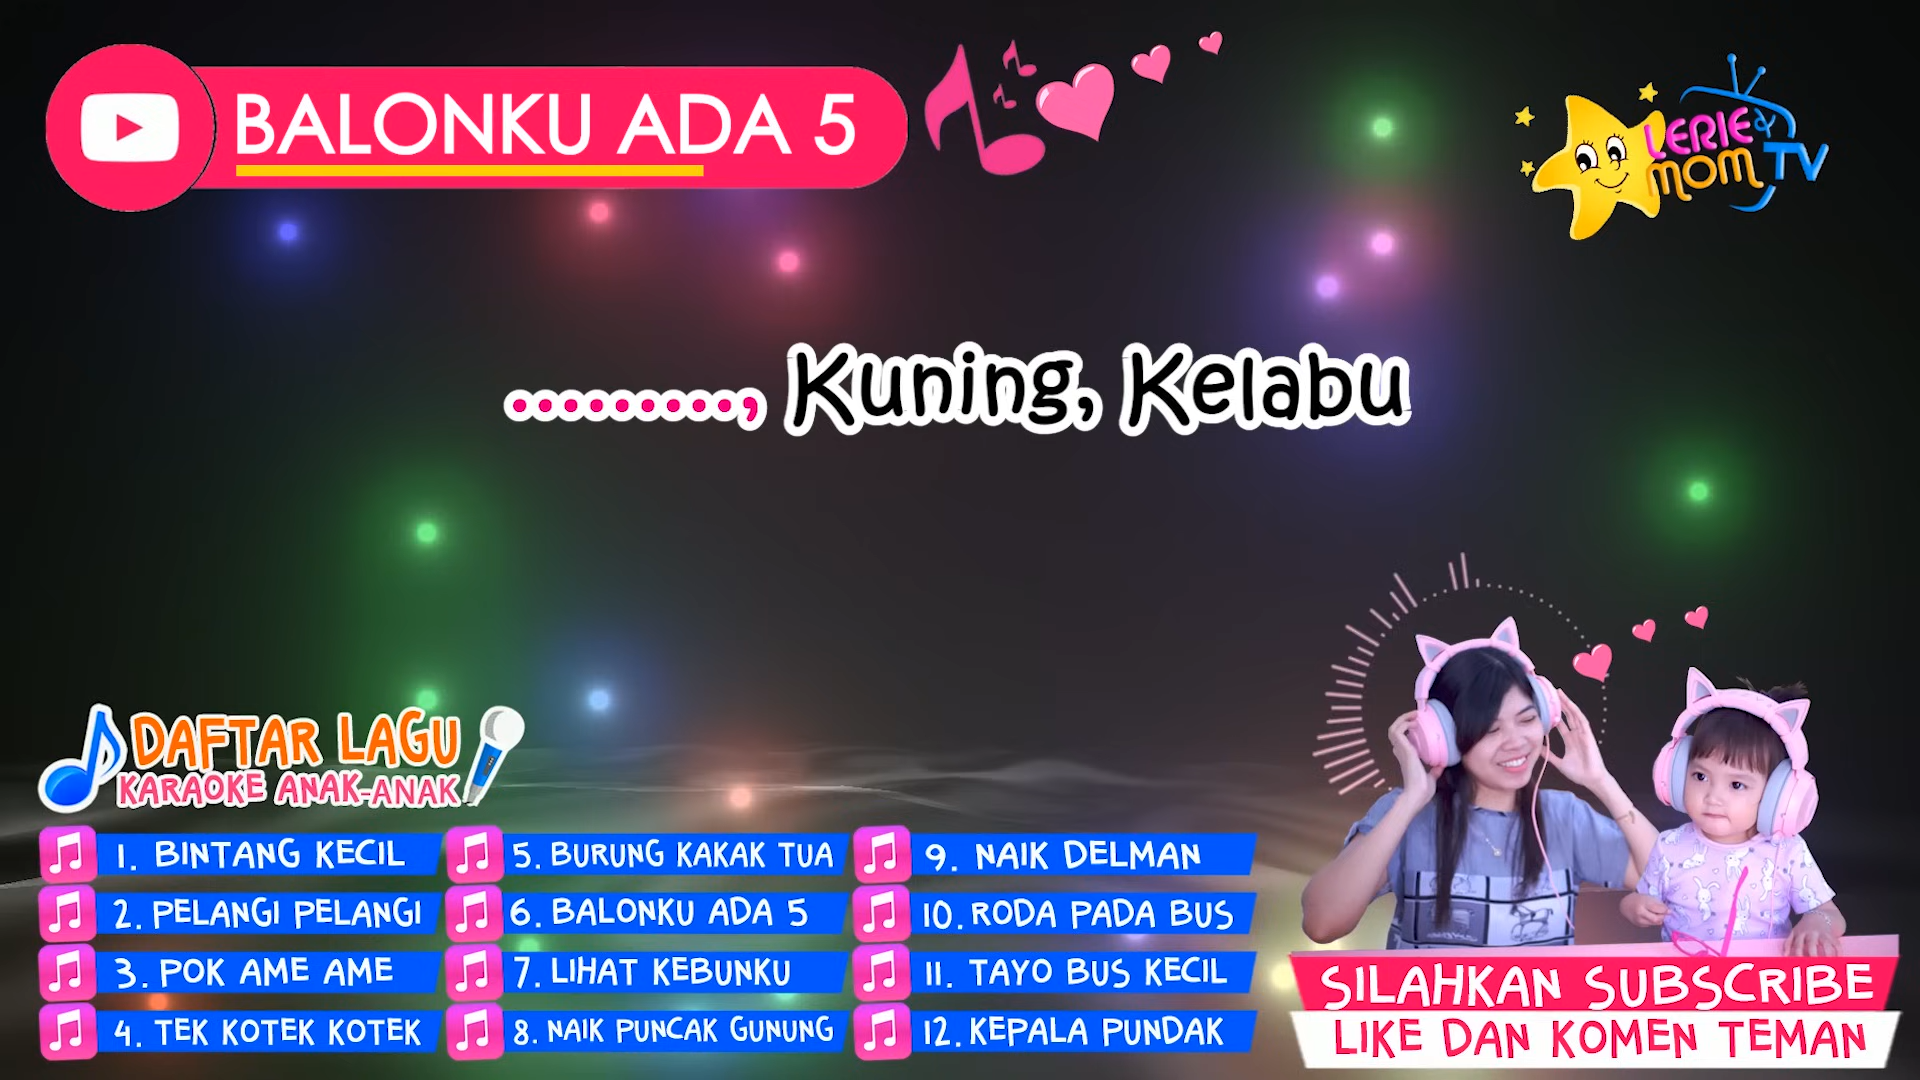 BALONKU ADA 5
LERIE &
MOM TV
........., Kuning, Kelabu
DAFTAR LAGU
KARAOKE ANAK-ANAK
1. BINTANG KECIL
2. PELANGI PELANGI
3. POK AME AME
4. TEK KOTEK KOTEK
5. BURUNG KAKAK TUA
6. BALONKU ADA 5
7. LIHAT KEBUNKU
8. NAIK PUNCAK GUNUNG
9. NAIK DELMAN
10. RODA PADA BUS
11. TAYO BUS KECIL
12. KEPALA PUNDAK
SILAHKAN SUBSCRIBE
LIKE DAN KOMEN TEMAN